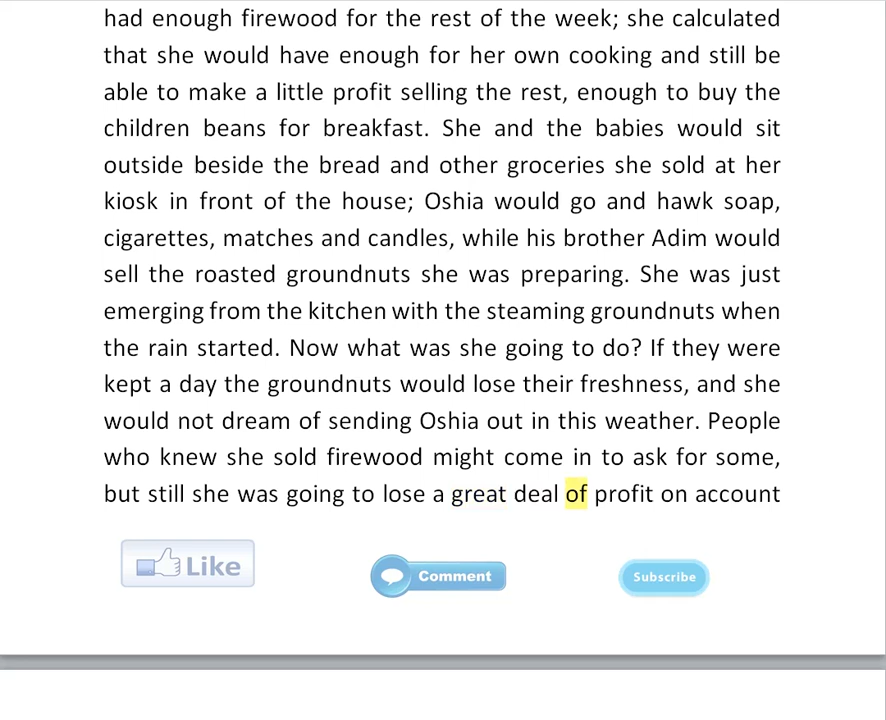 had enough firewood for the rest of the week; she calculated
that she would have enough for her own cooking and still be
able to make a little profit selling the rest, enough to buy the
children beans for breakfast. She and the babies would sit
outside beside the bread and other groceries she sold at her
kiosk in front of the house; Oshia would go and hawk soap,
cigarettes, matches and candles, while his brother Adim would
sell the roasted groundnuts she was preparing. She was just
emerging from the kitchen with the steaming groundnuts when
the rain started. Now what was she going to do? If they were
kept a day the groundnuts would lose their freshness, and she
would not dream of sending Oshia out in this weather. People
who knew she sold firewood might come in to ask for some,
but still she was going to lose a great deal of profit on account
Like
Comment
Subscribe